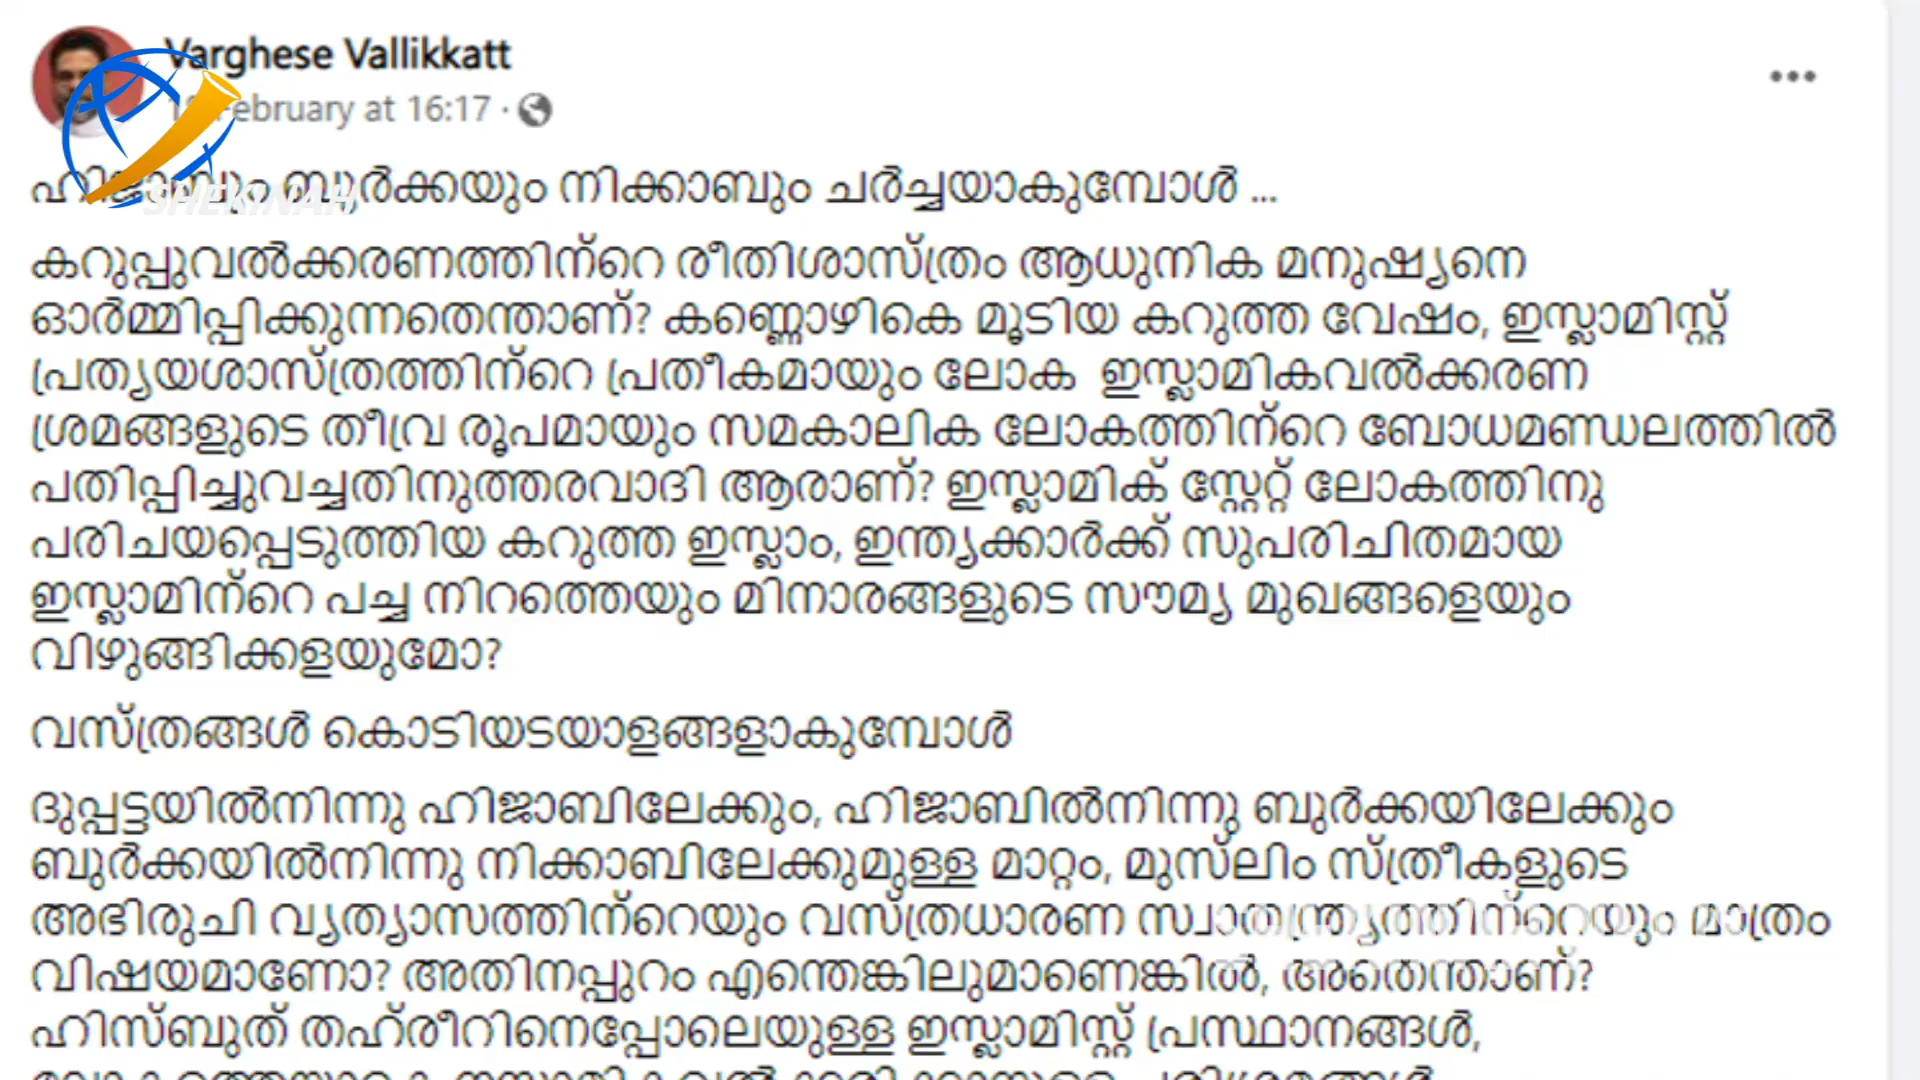 Varghese Vallikkatt
February at 16:17 ·
ഹിജാബും ബുർക്കയും നിക്കാബും ചർച്ചയാകുമ്പോൾ ...
SHEKINAH
കറുപ്പുവൽക്കരണത്തിന്റെ രീതിശാസ്ത്രം ആധുനിക മനുഷ്യനെ
ഓർമ്മിപ്പിക്കുന്നതെന്താണ്? കണ്ണൊഴികെ മൂടിയ കറുത്ത വേഷം, ഇസ്ലാമിസ്റ്റ്
പ്രത്യയശാസ്ത്രത്തിന്റെ പ്രതീകമായും ലോക ഇസ്ലാമികവൽക്കരണ
ശ്രമങ്ങളുടെ തീവ്ര രൂപമായും സമകാലിക ലോകത്തിന്റെ ബോധമണ്ഡലത്തിൽ
പതിപ്പിച്ചുവച്ചതിനുത്തരവാദി ആരാണ്? ഇസ്ലാമിക് സ്റ്റേറ്റ് ലോകത്തിനു
പരിചയപ്പെടുത്തിയ കറുത്ത ഇസ്ലാം, ഇന്ത്യക്കാർക്ക് സുപരിചിതമായ
ഇസ്ലാമിന്റെ പച്ച നിറത്തെയും മിനാരങ്ങളുടെ സൗമ്യ മുഖങ്ങളെയും
വിഴുങ്ങിക്കളയുമോ?
വസ്ത്രങ്ങൾ കൊടിയടയാളങ്ങളാകുമ്പോൾ
ദുപ്പട്ടയിൽനിന്നു ഹിജാബിലേക്കും, ഹിജാബിൽനിന്നു ബുർക്കയിലേക്കും
ബുർക്കയിൽനിന്നു നിക്കാബിലേക്കുമുള്ള മാറ്റം, മുസ്‌ലിം സ്ത്രീകളുടെ
അഭിരുചി വ്യത്യാസത്തിന്റെയും വസ്ത്രധാരണ സ്വാതന്ത്ര്യത്തിന്റെയും മാത്രം
വിഷയമാണോ? അതിനപ്പുറം എന്തെങ്കിലുമാണെങ്കിൽ, അതെന്താണ്?
ഹിസ്ബുത് തഹ്‌രീറിനെപ്പോലെയുള്ള ഇസ്ലാമിസ്റ്റ് പ്രസ്ഥാനങ്ങൾ,